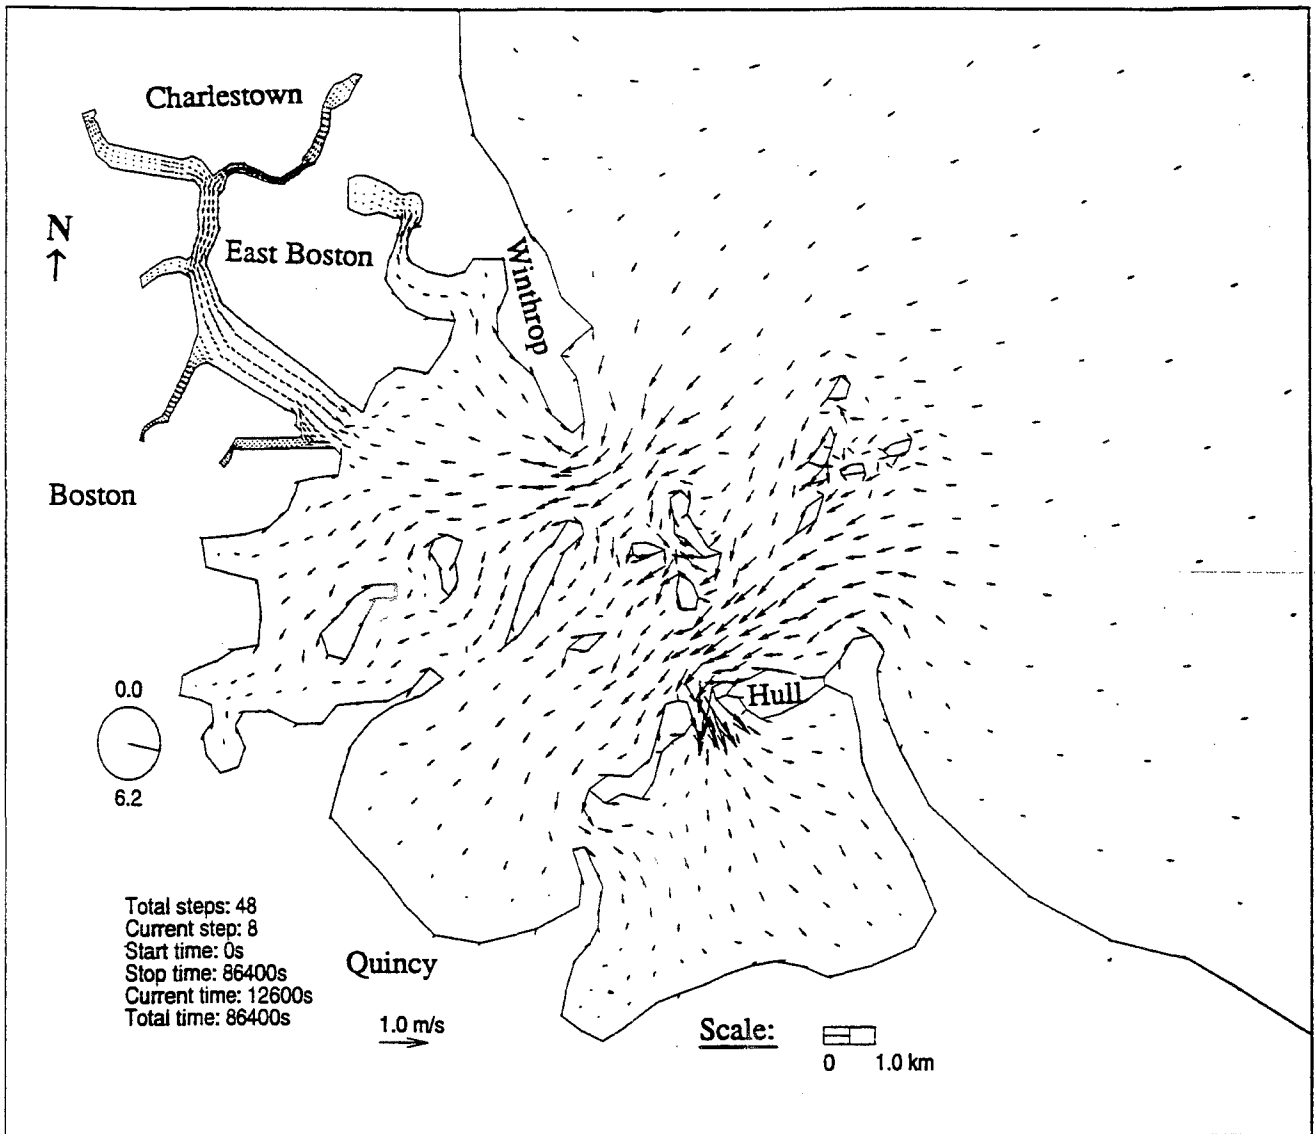 Charlestown
N
East Boston
Winthrop
Boston
Hull
0.0
6.2
Total steps: 48
Current step: 8
Start time: 0s
Stop time: 86400s
Current time: 12600s
Total time: 86400s
Quincy
1.0 m/s
Scale:
0 1.0 km